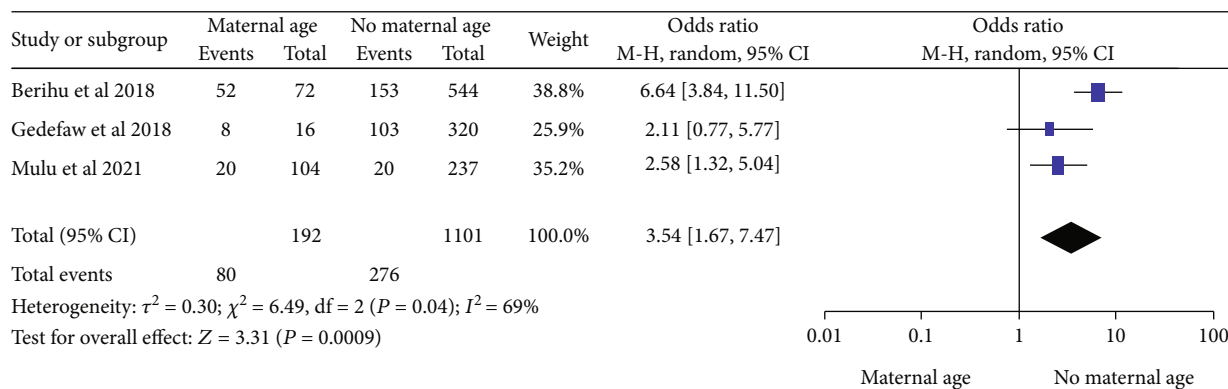 Study or subgroup Maternal age No maternal age Weight Odds ratio Odds ratio
Events Total Events Total M-H, random, 95% CI M-H, random, 95% CI
Berihu et al 2018 52 72 153 544 38.8% 6.64 [3.84, 11.50]
Gedefaw et al 2018 8 16 103 320 25.9% 2.11 [0.77, 5.77]
Mulu et al 2021 20 104 20 237 35.2% 2.58 [1.32, 5.04]
Total (95% CI) 192 1101 100.0% 3.54 [1.67, 7.47]
Total events 80 276
Heterogeneity: τ² = 0.30; χ² = 6.49, df = 2 (P = 0.04); I² = 69%
Test for overall effect: Z = 3.31 (P = 0.0009)
0.01 0.1 1 10 100
Maternal age No maternal age